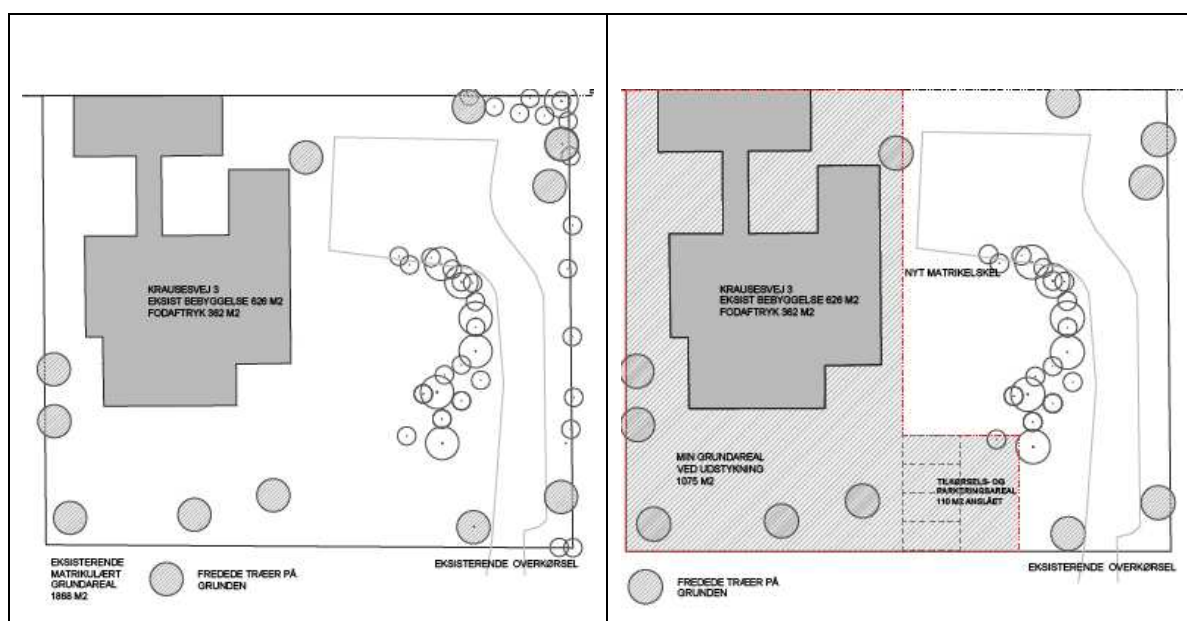 KRAUSESVEJ 3
EKSIST BEBYGGELSE 626 M2
FODAFTRYK 362 M2
EKSISTERENDE
MATRIKULÆRT
GRUNDAREAL
1868 M2
FREDEDE TRÆER PÅ
GRUNDEN
EKSISTERENDE OVERKØRSEL
KRAUSESVEJ 3
EKSIST BEBYGGELSE 626 M2
FODAFTRYK 362 M2
NYT MATRIKELSKEL
MIN GRUNDAREAL
VED UDSTYKNING
1075 M2
TILKØRSELS- OG
PARKERINGSAREAL
110 M2 ANSLÅET
EKSISTERENDE OVERKØRSEL
FREDEDE TRÆER PÅ
GRUNDEN